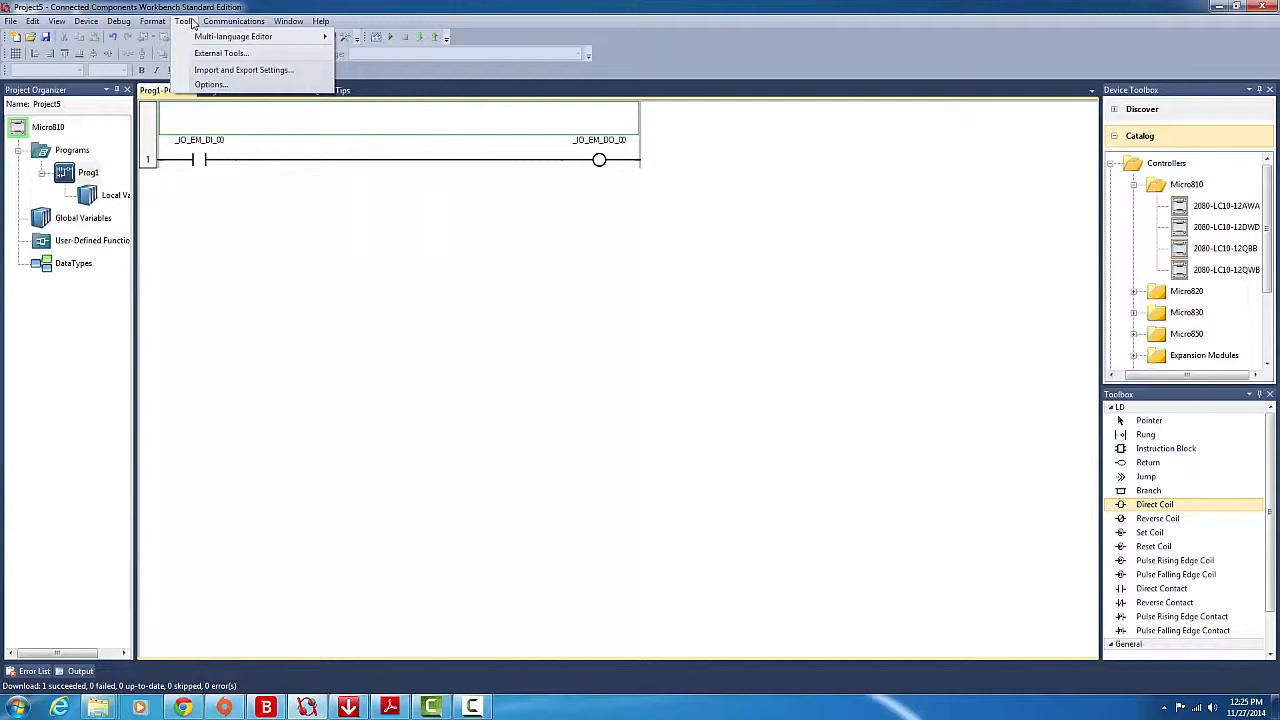 Project5 - Connected Components Workbench Standard Edition
File Edit View Device Debug Format Tools Communications Window Help
Multi-language Editor
External Tools...
Import and Export Settings...
Options...
Project Organizer
Name: Project5
Micro810
Programs
Prog1
Local Va
Global Variables
User-Defined Functio
DataTypes
Tips
_IO_EM_DI_00
_IO_EM_DO_00
1
Device Toolbox
Discover
Catalog
Controllers
Micro810
2080-LC10-12AWA
2080-LC10-12DWD
2080-LC10-12QBB
2080-LC10-12QWB
Micro820
Micro830
Micro850
Expansion Modules
Toolbox
LD
Pointer
Rung
Instruction Block
Return
Jump
Branch
Direct Coil
Reverse Coil
Set Coil
Reset Coil
Pulse Rising Edge Coil
Pulse Falling Edge Coil
Direct Contact
Reverse Contact
Pulse Rising Edge Contact
Pulse Falling Edge Contact
General
Error List Output
Download: 1 succeeded, 0 failed, 0 up-to-date, 0 skipped, 0 error(s)
12:25 PM
11/27/2014